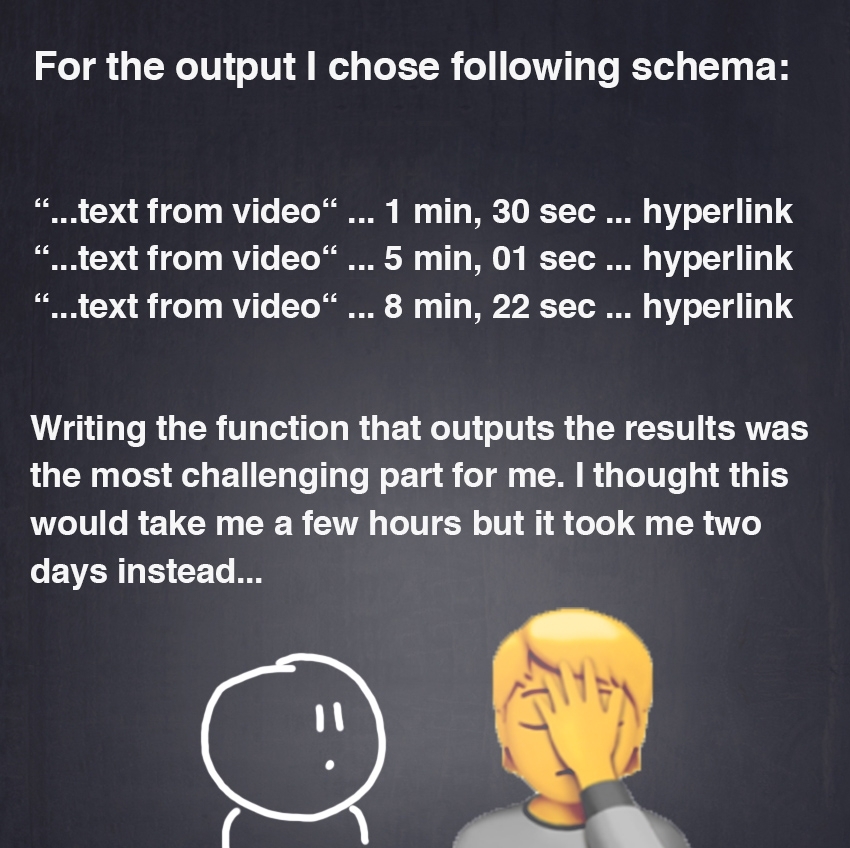 For the output I chose following schema:
“...text from video“ ... 1 min, 30 sec ... hyperlink
“...text from video“ ... 5 min, 01 sec ... hyperlink
“...text from video“ ... 8 min, 22 sec ... hyperlink
Writing the function that outputs the results was
the most challenging part for me. I thought this
would take me a few hours but it took me two
days instead...